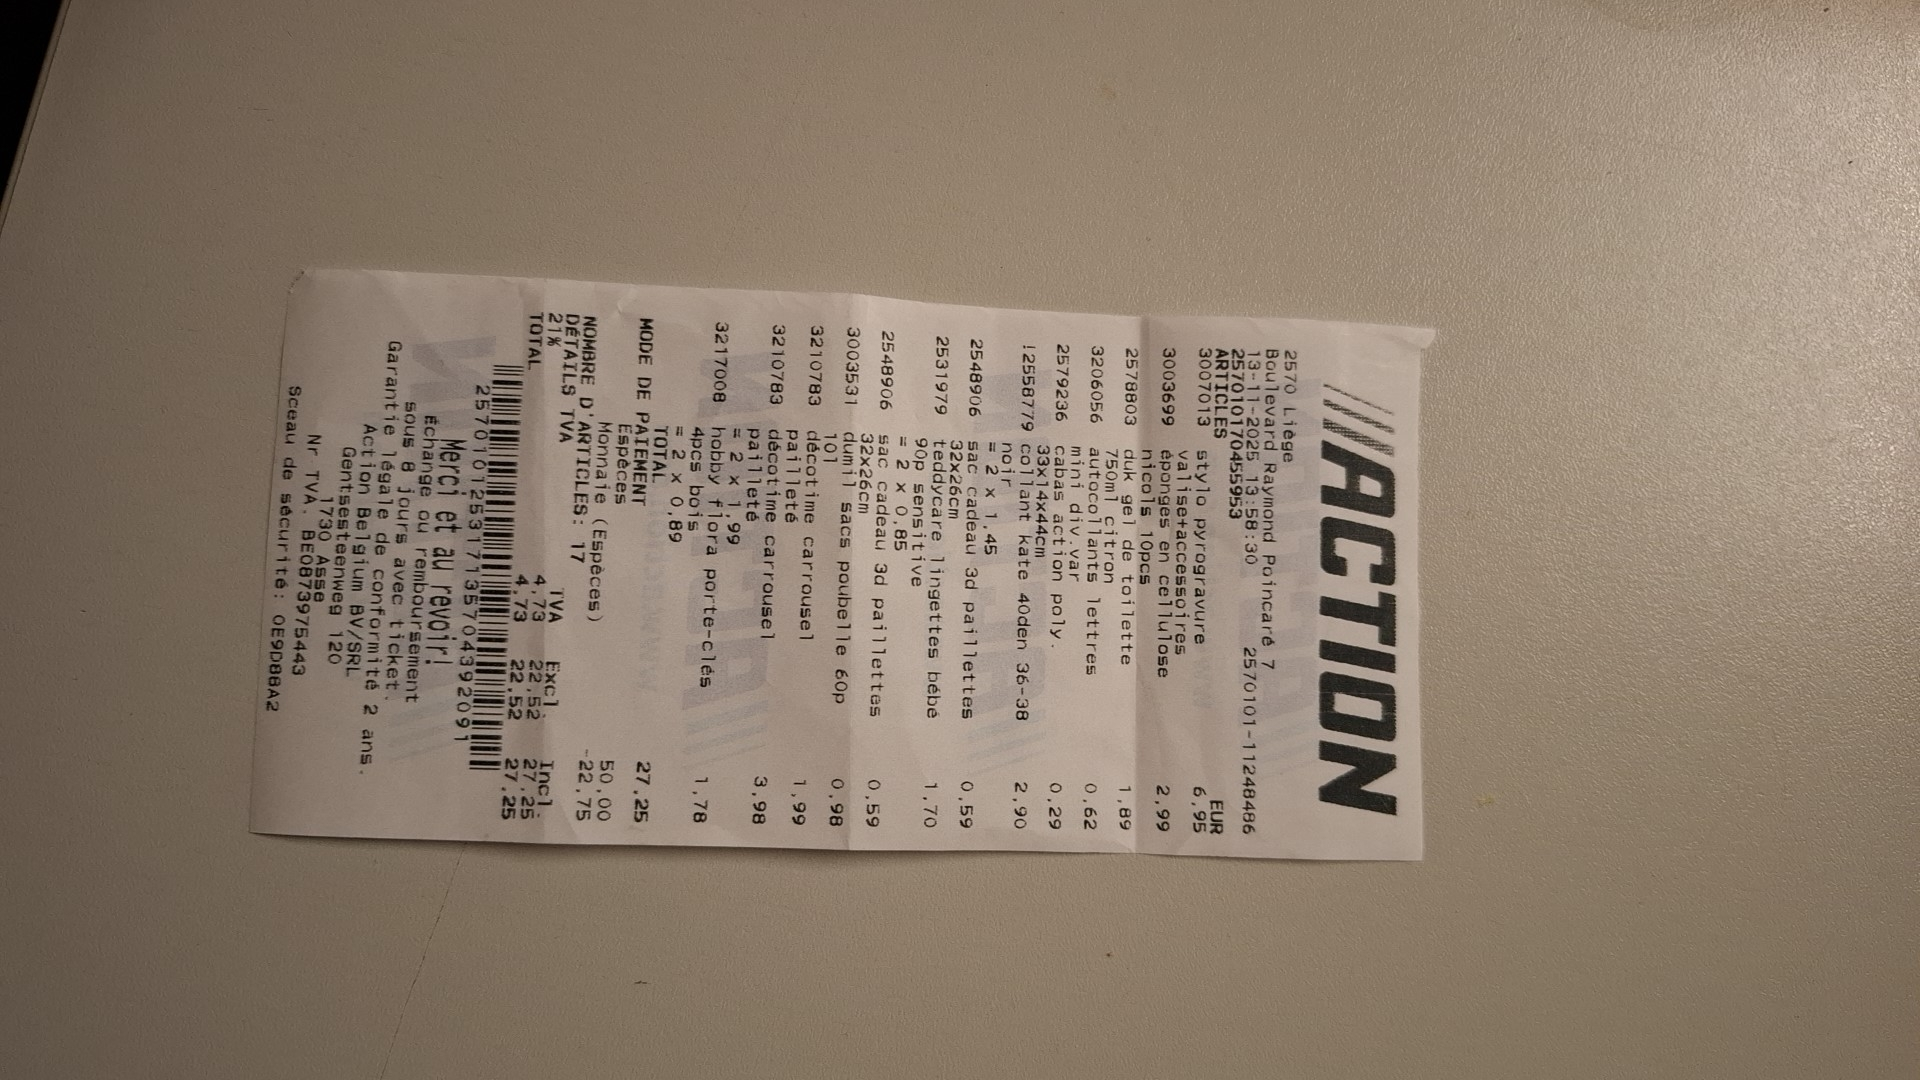 ///ACTION
2570 Liège
Boulevard Raymond Poincaré 7
13-11-2025 13:58:30 2570101-11248486
2570101704559​53
ARTICLES EUR
3007013 stylo pyrogravure 6,95
valise+accessoires
3003699 éponges en cellulose 2,99
nicols 10pcs
2578803 duk gel de toilette 1,89
750ml citron
3206056 autocollants lettres 0,62
mini div.var
2579236 cabas action poly. 0,29
33x14x44cm
!2558779 collant kate 40den 36-38 2,90
noir
= 2 x 1,45
2548906 sac cadeau 3d paillettes 0,59
32x26cm
2531979 teddycare lingettes bébé 1,70
90p sensitive
= 2 x 0,85
2548906 sac cadeau 3d paillettes 0,59
32x26cm
3003531 dumil sacs poubelle 60p 0,98
10l
3210783 décotime carrousel 1,99
pailleté
3210783 décotime carrousel 3,98
pailleté
= 2 x 1,99
3217008 hobby fiora porte-clés 1,78
4pcs bois
= 2 x 0,89
TOTAL 27.25
MODE DE PAIEMENT
Espèces 50,00
Monnaie (Espèces) -22,75
NOMBRE D'ARTICLES: 17
DÉTAILS TVA
TVA Excl. Incl.
21% 4,73 22,52 27,25
TOTAL 4,73 22,52 27.25
Merci et au revoir!
Échange ou remboursement
sous 8 jours avec ticket.
Garantie légale de conformité 2 ans.
Action Belgium BV/SRL
Gentsesteenweg 120
1730 Asse
Nr TVA. BE0873975443
Sceau de sécurité: 0E9D88A2